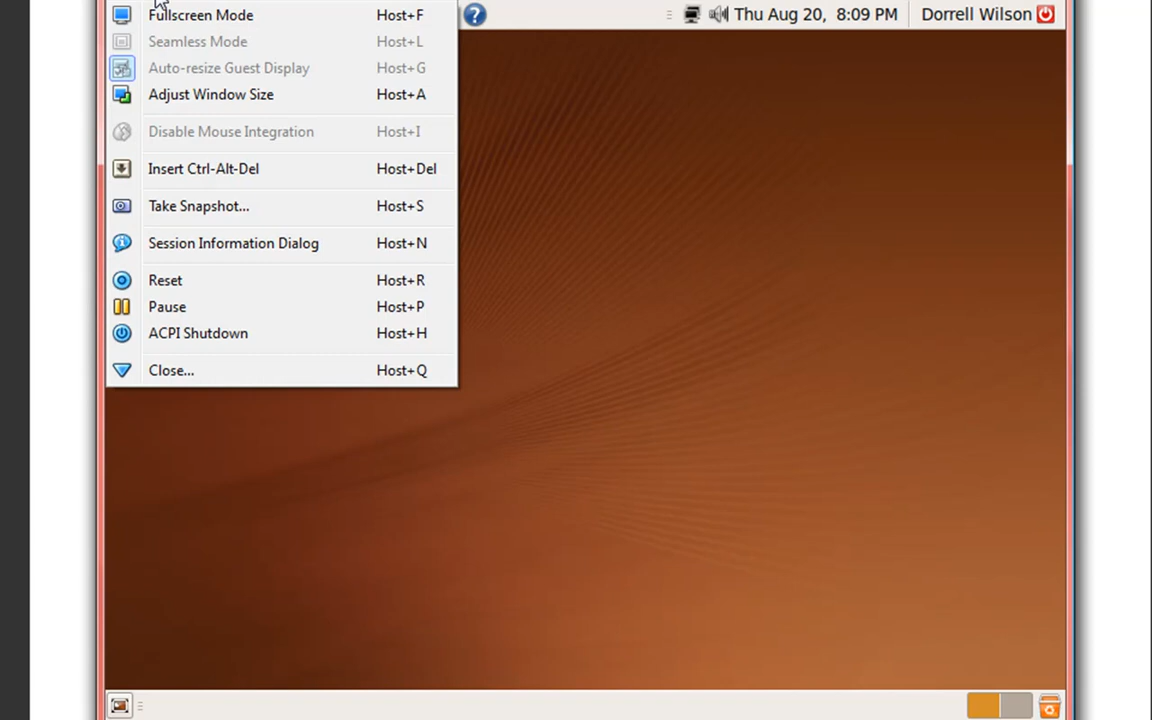 Fullscreen Mode Host+F
Thu Aug 20, 8:09 PM Dorrell Wilson
Seamless Mode Host+L
Auto-resize Guest Display Host+G
Adjust Window Size Host+A
Disable Mouse Integration Host+I
Insert Ctrl-Alt-Del Host+Del
Take Snapshot... Host+S
Session Information Dialog Host+N
Reset Host+R
Pause Host+P
ACPI Shutdown Host+H
Close... Host+Q